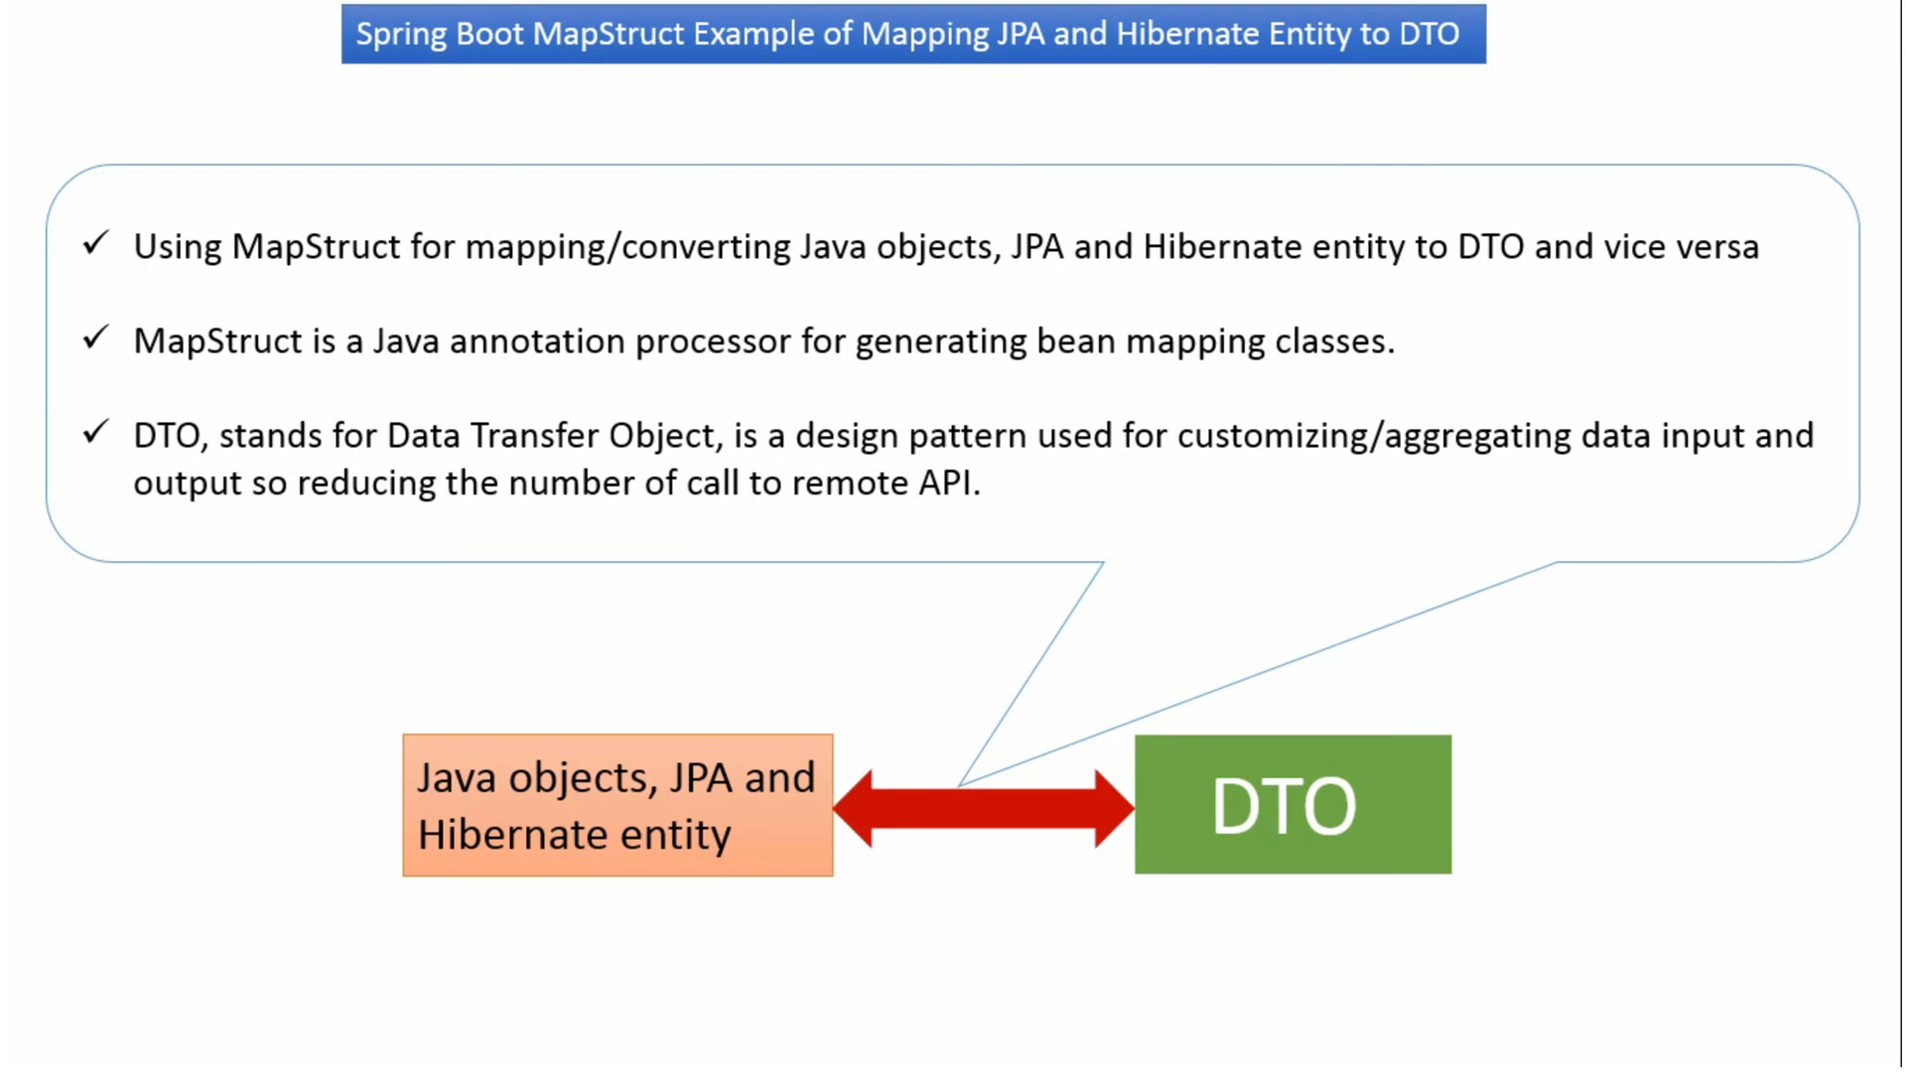 Spring Boot MapStruct Example of Mapping JPA and Hibernate Entity to DTO
✓ Using MapStruct for mapping/converting Java objects, JPA and Hibernate entity to DTO and vice versa
✓ MapStruct is a Java annotation processor for generating bean mapping classes.
✓ DTO, stands for Data Transfer Object, is a design pattern used for customizing/aggregating data input and
output so reducing the number of call to remote API.
Java objects, JPA and
Hibernate entity
DTO